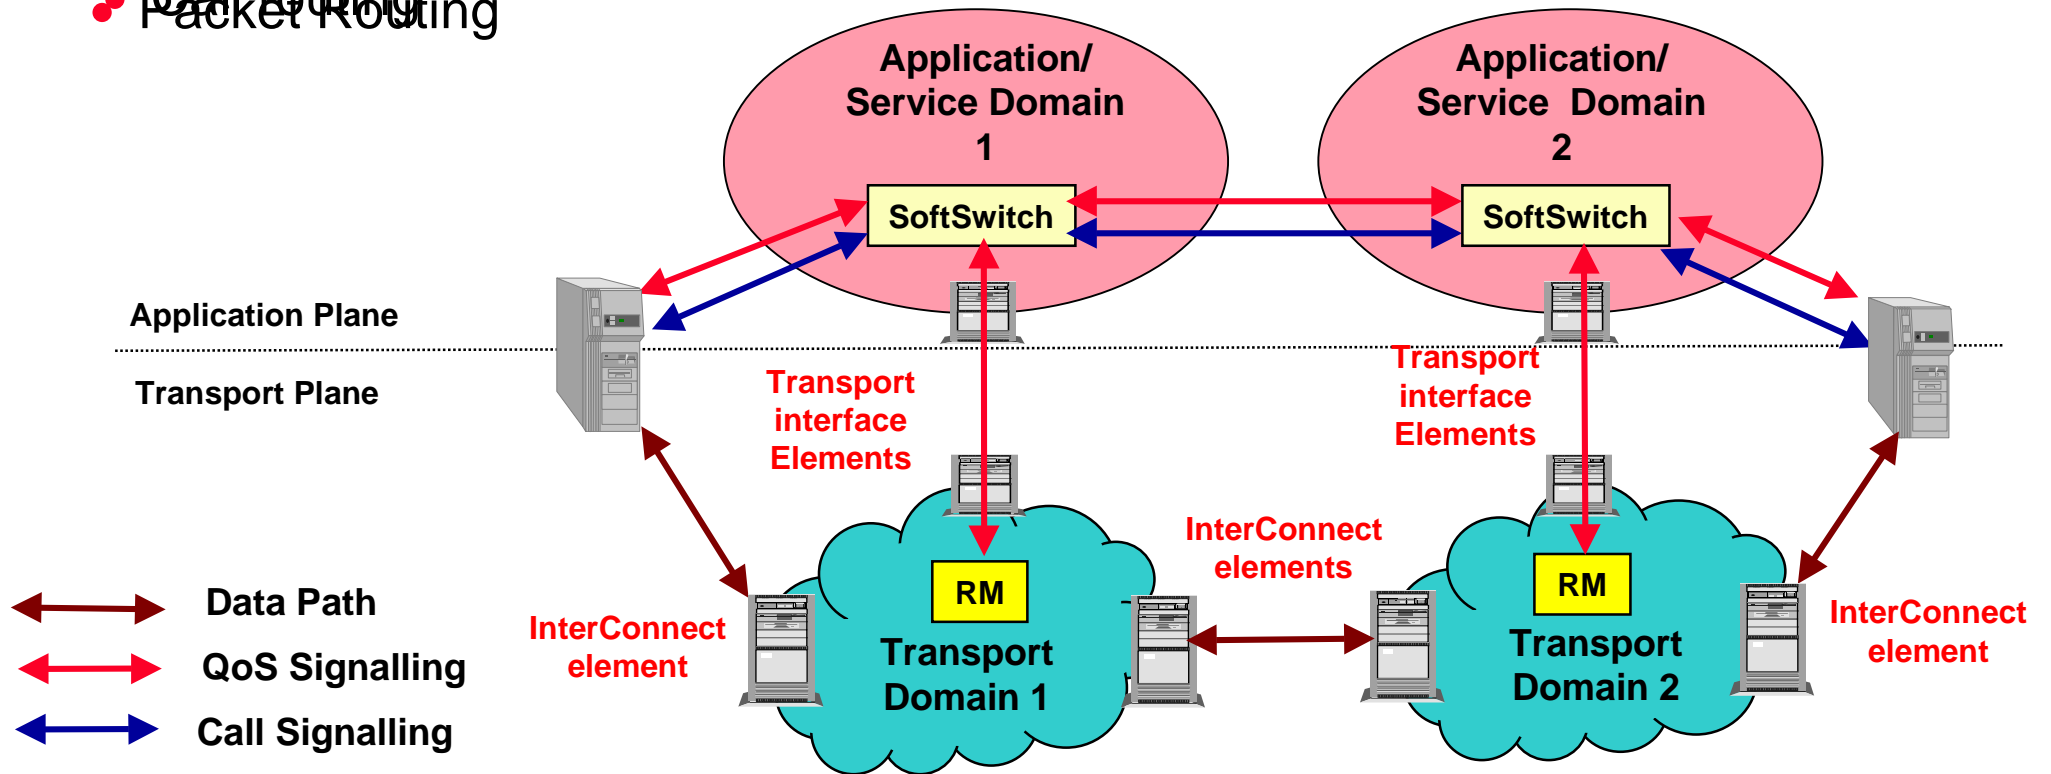 Packet Routing
Application/
Service Domain
1
Application/
Service Domain
2
SoftSwitch
SoftSwitch
Application Plane
Transport Plane
Transport
interface
Elements
Transport
interface
Elements
InterConnect
elements
RM
RM
Data Path
QoS Signalling
Call Signalling
InterConnect
element
Transport
Domain 1
Transport
Domain 2
InterConnect
element